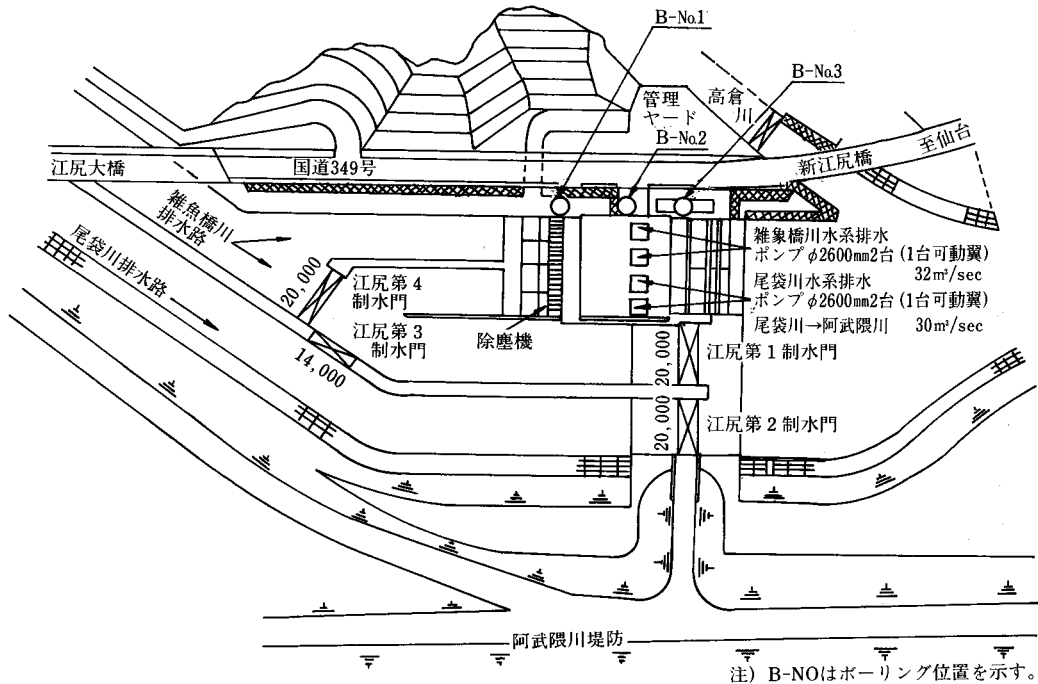 B-No.1
B-No.3
管理
ヤード
高倉
川
B-No.2
江尻大橋
国道349号
新江尻橋
至仙台
雑魚橋川
排水路
尾袋川排水路
20,000
江尻第4
制水門
江尻第3
制水門
14,000
除塵機
雑象橋川水系排水
ポンプφ2600mm2台(1台可動翼)
32m³/sec
尾袋川水系排水
ポンプφ2600mm2台(1台可動翼)
尾袋川→阿武隈川 30m³/sec
20,000
江尻第1制水門
20,000
江尻第2制水門
阿武隈川堤防
注) B-NOはボーリング位置を示す。